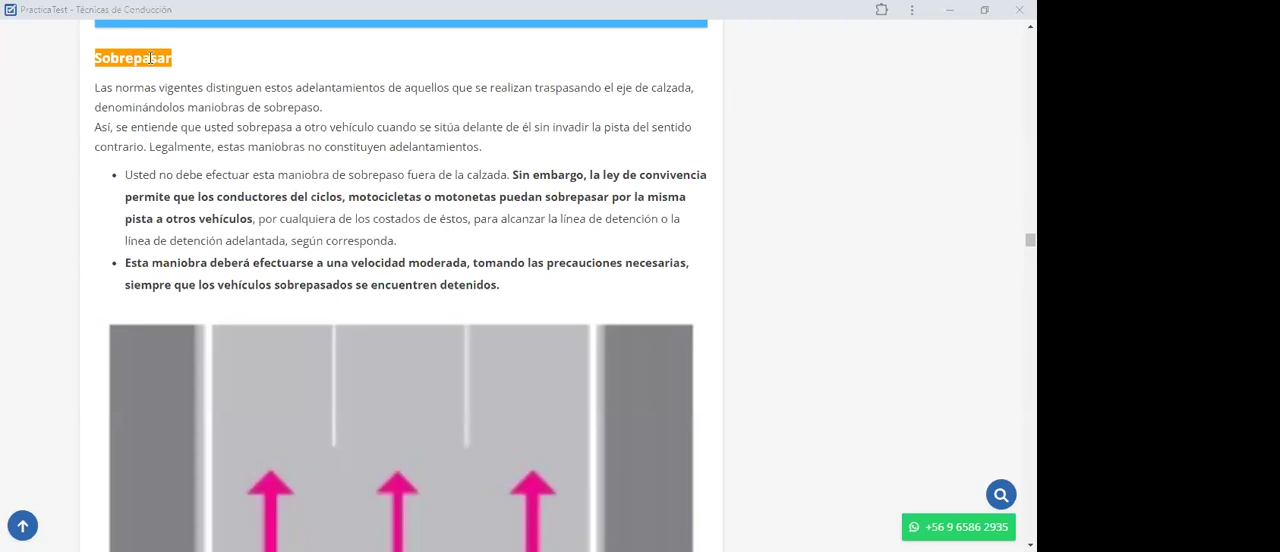 PracticaTest - Técnicas de Conducción
Sobrepasar
Las normas vigentes distinguen estos adelantamientos de aquellos que se realizan traspasando el eje de calzada,
denominándolos maniobras de sobrepaso.
Así, se entiende que usted sobrepasa a otro vehículo cuando se sitúa delante de él sin invadir la pista del sentido
contrario. Legalmente, estas maniobras no constituyen adelantamientos.
• Usted no debe efectuar esta maniobra de sobrepaso fuera de la calzada. Sin embargo, la ley de convivencia
permite que los conductores del ciclos, motocicletas o motonetas puedan sobrepasar por la misma
pista a otros vehículos, por cualquiera de los costados de éstos, para alcanzar la línea de detención o la
línea de detención adelantada, según corresponda.
• Esta maniobra deberá efectuarse a una velocidad moderada, tomando las precauciones necesarias,
siempre que los vehículos sobrepasados se encuentren detenidos.
+56 9 6586 2935